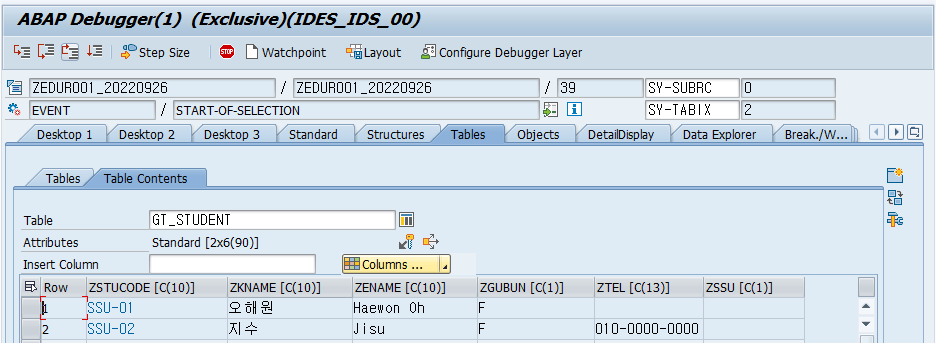 ABAP Debugger(1) (Exclusive)(IDES_IDS_00)
Step Size STOP Watchpoint Layout Configure Debugger Layer
ZEDUR001_20220926 / ZEDUR001_20220926 / 39 SY-SUBRC 0
EVENT / START-OF-SELECTION SY-TABIX 2
Desktop 1 Desktop 2 Desktop 3 Standard Structures Tables Objects DetailDisplay Data Explorer Break./W...
Tables Table Contents
Table GT_STUDENT
Attributes Standard [2x6(90)]
Insert Column Columns ...
Row ZSTUCODE [C(10)] ZKNAME [C(10)] ZENAME [C(10)] ZGUBUN [C(1)] ZTEL [C(13)] ZSSU [C(1)]
1 SSU-01 오해원 Haewon Oh F
2 SSU-02 지수 Jisu F 010-0000-0000